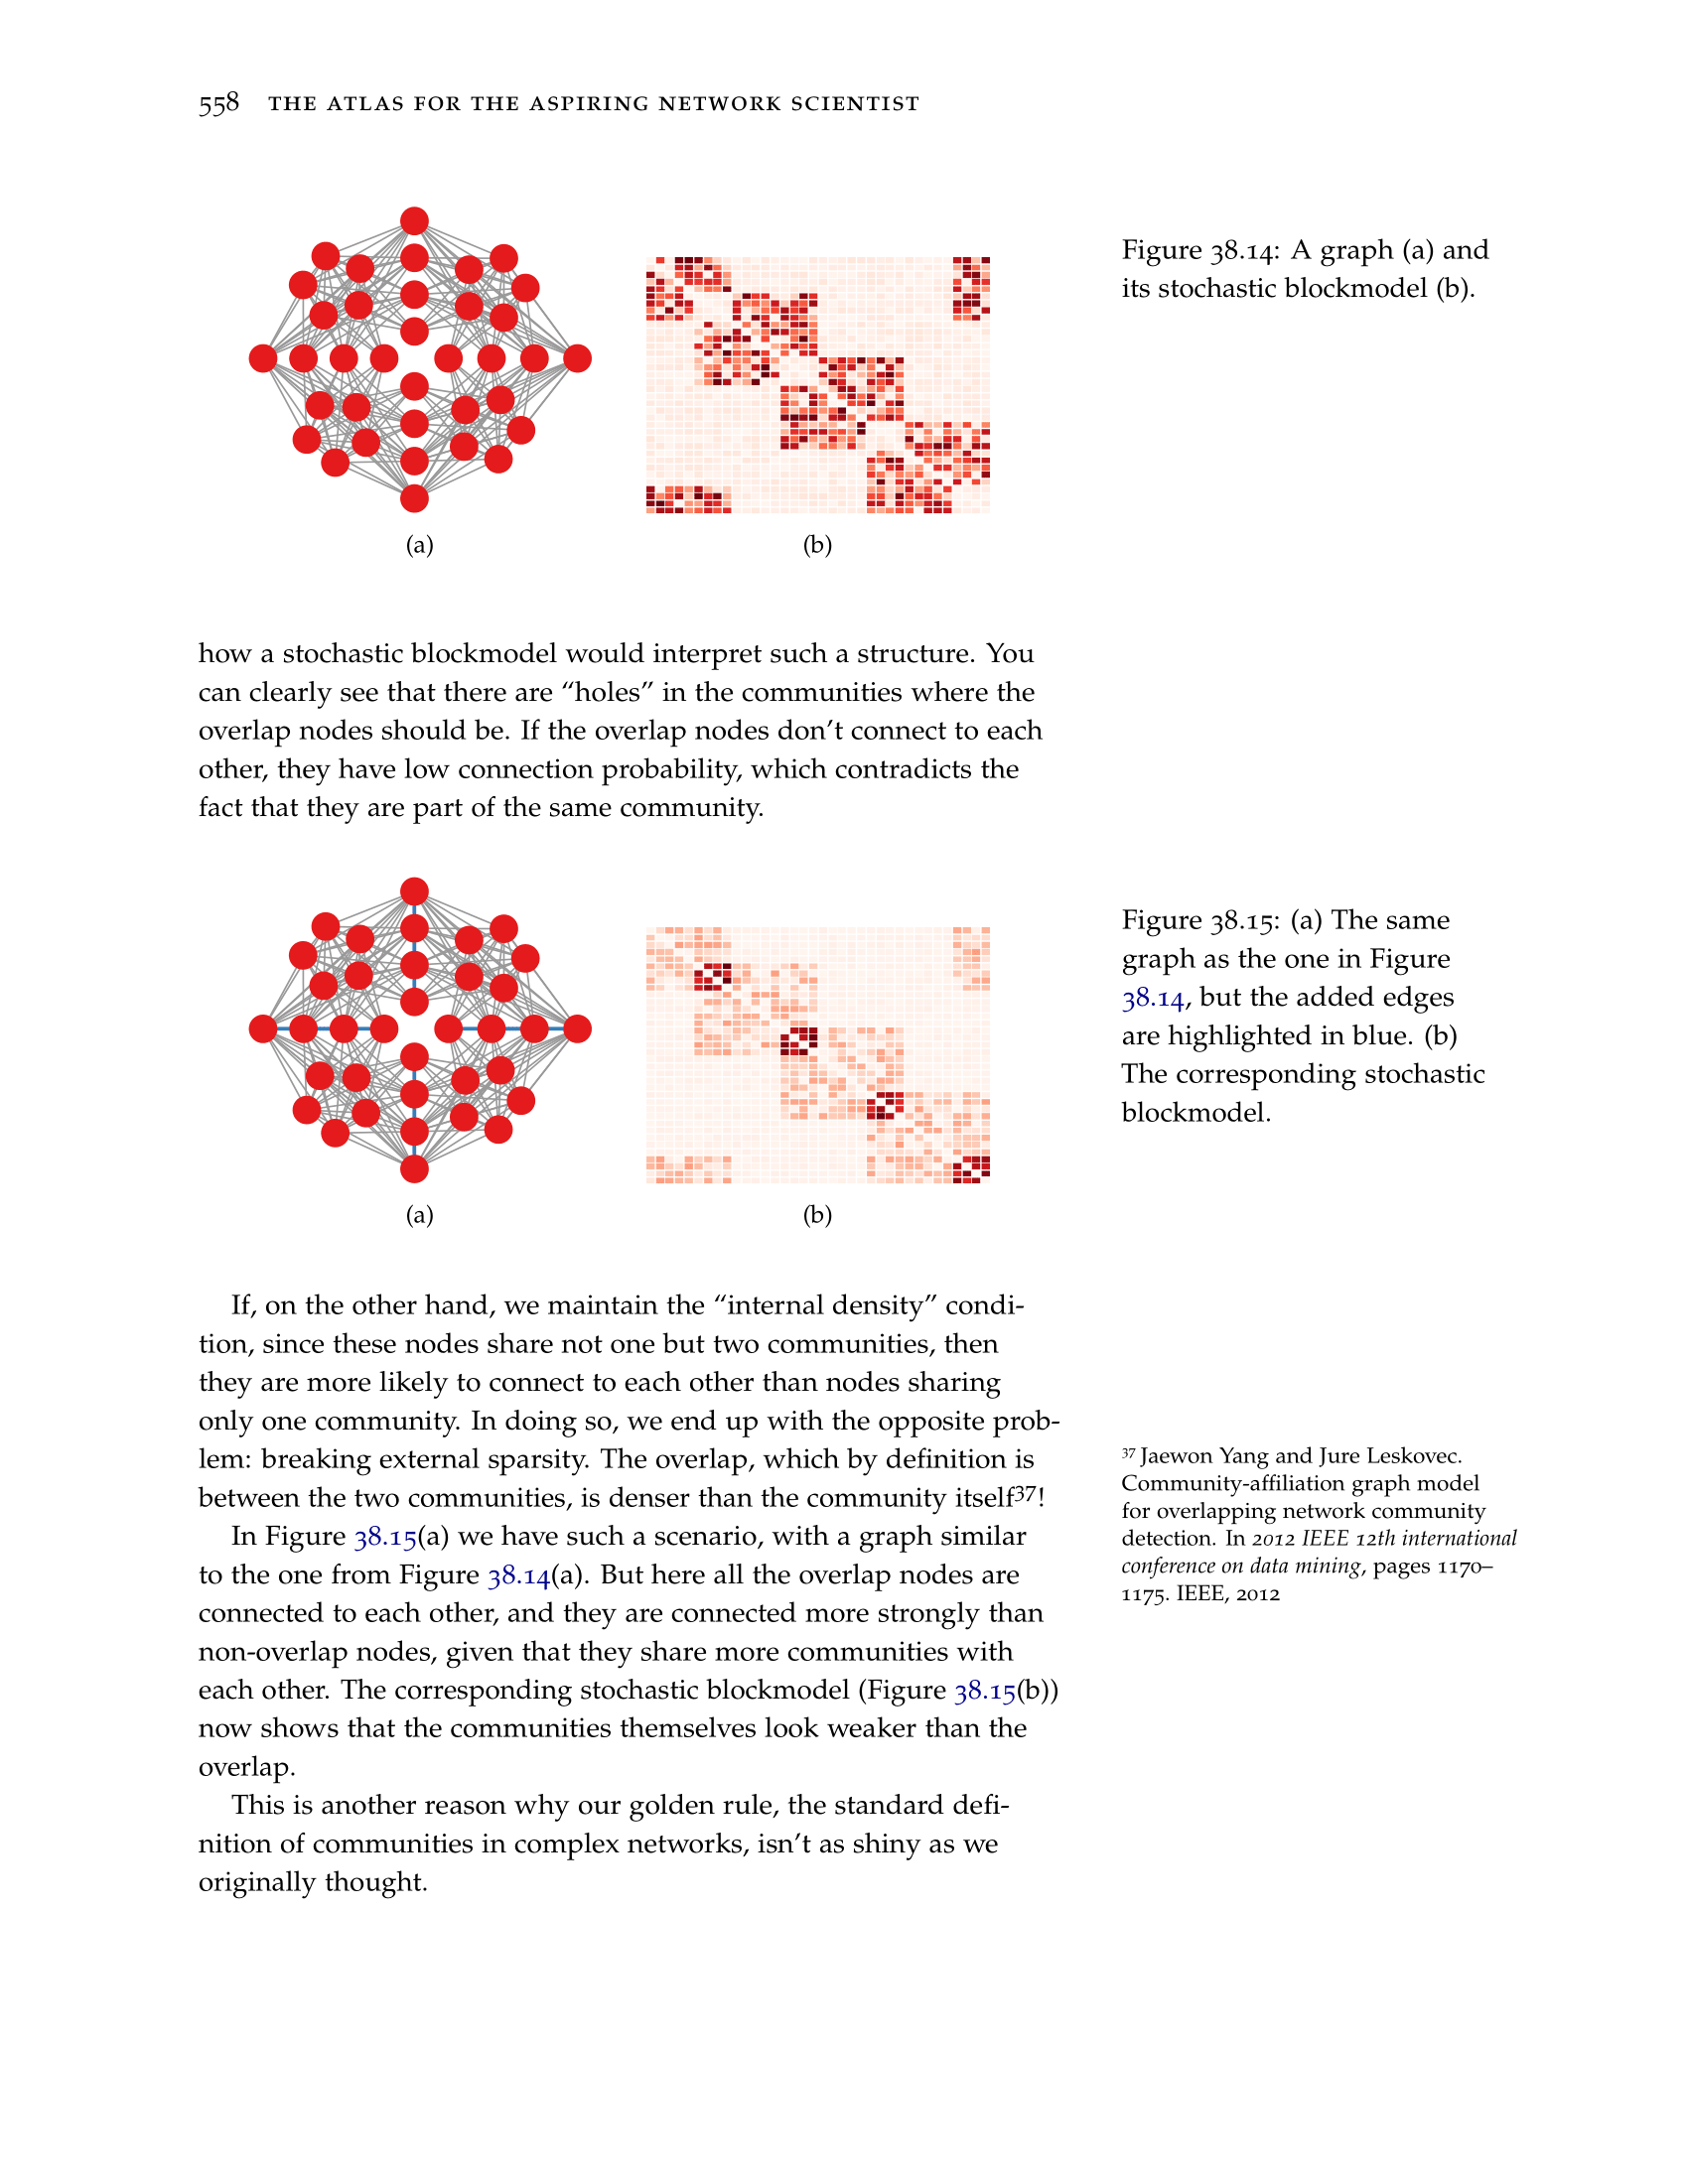 558 THE ATLAS FOR THE ASPIRING NETWORK SCIENTIST
(a)
(b)
Figure 38.14: A graph (a) and
its stochastic blockmodel (b).
how a stochastic blockmodel would interpret such a structure. You
can clearly see that there are “holes” in the communities where the
overlap nodes should be. If the overlap nodes don’t connect to each
other, they have low connection probability, which contradicts the
fact that they are part of the same community.
(a)
(b)
Figure 38.15: (a) The same
graph as the one in Figure
38.14, but the added edges
are highlighted in blue. (b)
The corresponding stochastic
blockmodel.
If, on the other hand, we maintain the “internal density” condi-
tion, since these nodes share not one but two communities, then
they are more likely to connect to each other than nodes sharing
only one community. In doing so, we end up with the opposite prob-
lem: breaking external sparsity. The overlap, which by definition is
between the two communities, is denser than the community itself37!
In Figure 38.15(a) we have such a scenario, with a graph similar
to the one from Figure 38.14(a). But here all the overlap nodes are
connected to each other, and they are connected more strongly than
non-overlap nodes, given that they share more communities with
each other. The corresponding stochastic blockmodel (Figure 38.15(b))
now shows that the communities themselves look weaker than the
overlap.
This is another reason why our golden rule, the standard defi-
nition of communities in complex networks, isn’t as shiny as we
originally thought.
37 Jaewon Yang and Jure Leskovec.
Community-affiliation graph model
for overlapping network community
detection. In 2012 IEEE 12th international
conference on data mining, pages 1170–
1175. IEEE, 2012